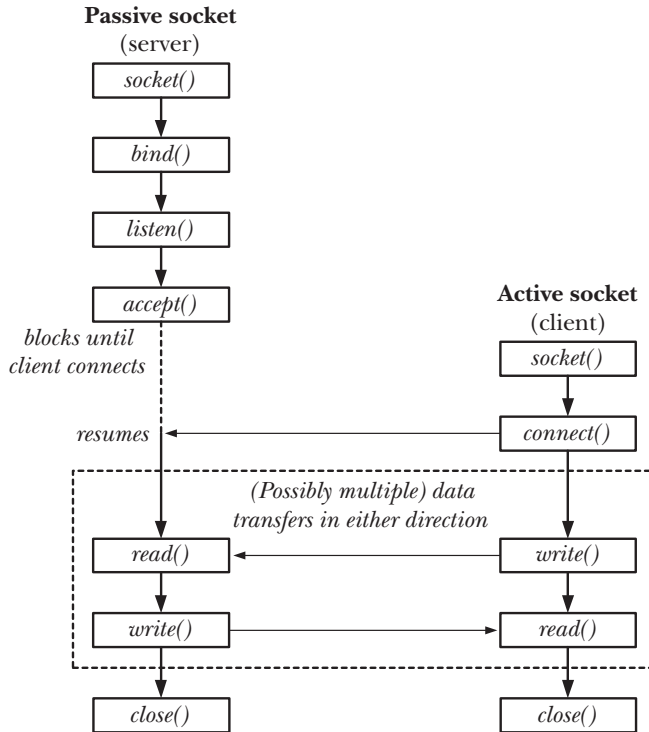 Passive socket
(server)
socket()
bind()
listen()
accept()
blocks until
client connects
resumes
Active socket
(client)
socket()
connect()
(Possibly multiple) data
transfers in either direction
read()
write()
write()
read()
close()
close()